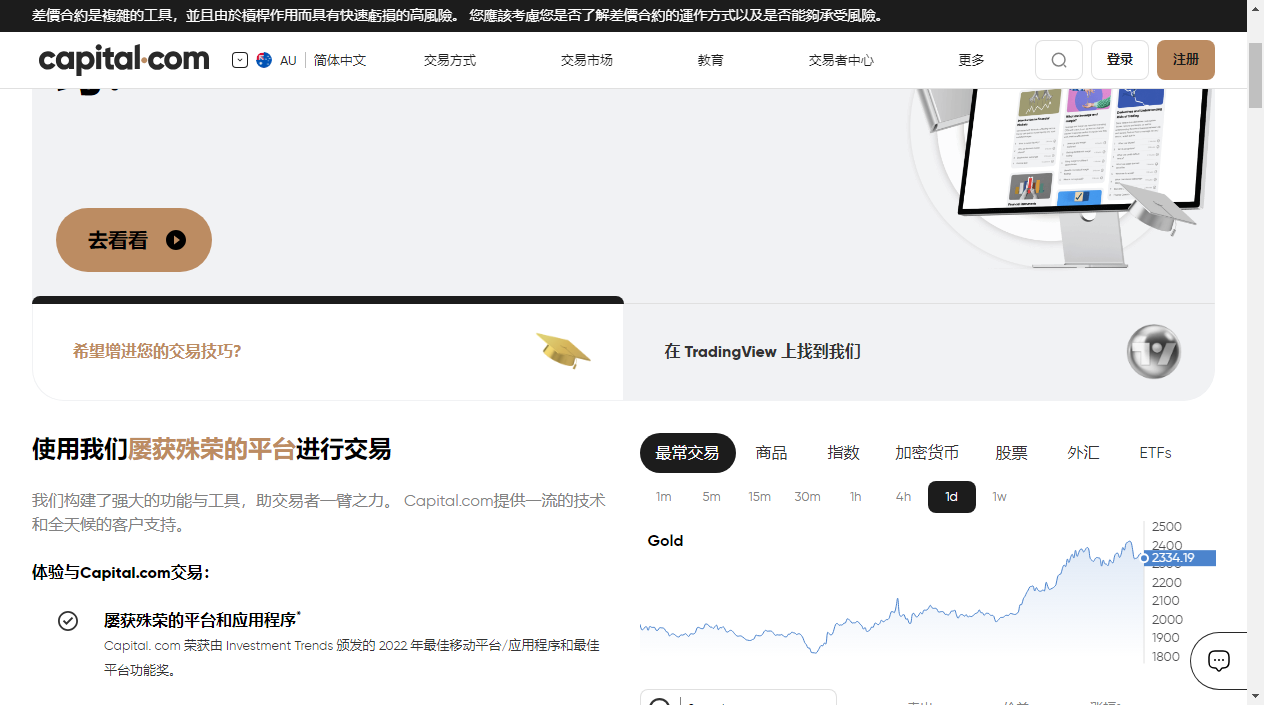 差價合約是複雜的工具，並且由於槓桿作用而具有快速虧損的高風險。 您應該考慮您是否了解差價合約的運作方式以及是否能夠承受風險。
capital.com
AU 简体中文 交易方式 交易市场 教育 交易者中心 更多 登录 注册
去看看
希望增进您的交易技巧?
在 TradingView 上找到我们
使用我们屡获殊荣的平台进行交易
我们构建了强大的功能与工具，助交易者一臂之力。 Capital.com提供一流的技术
和全天候的客户支持。
体验与Capital.com交易：
屡获殊荣的平台和应用程序*
Capital. com 荣获由 Investment Trends 颁发的 2022 年最佳移动平台/应用程序和最佳
平台功能奖。
最常交易 商品 指数 加密货币 股票 外汇 ETFs
1m 5m 15m 30m 1h 4h 1d 1w
Gold
2500
2400
2334.19
2200
2100
2000
1900
1800